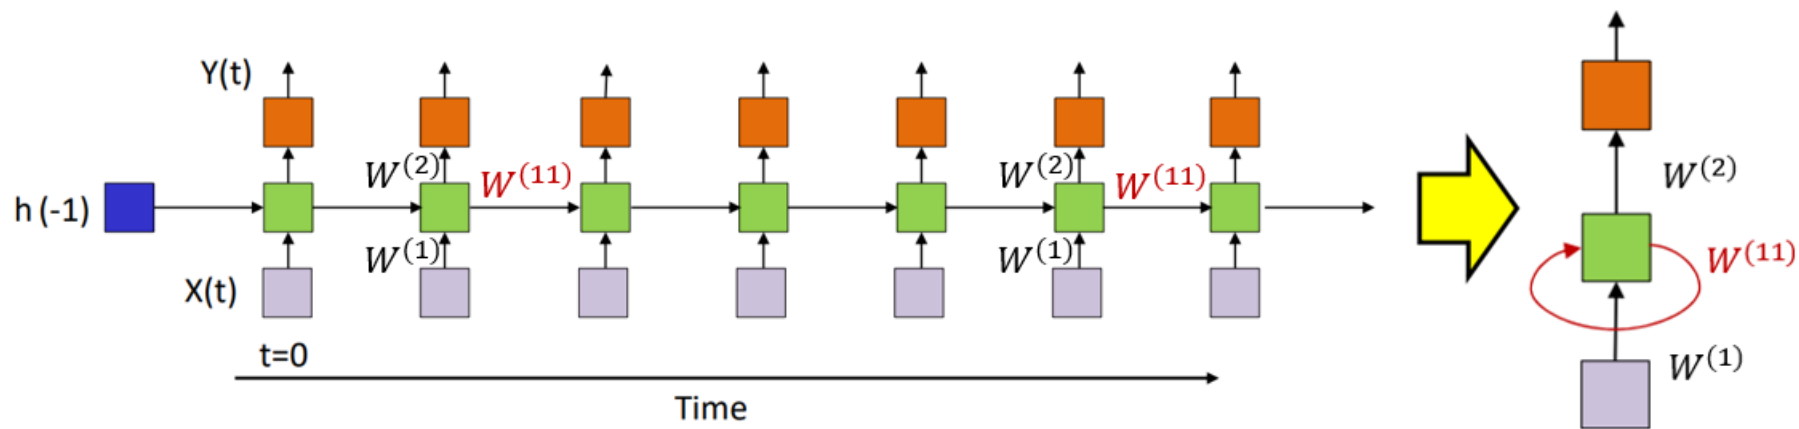 Y(t)
W^(2) W^(11) W^(2) W^(11) W^(2)
h (-1) W^(11)
W^(1) W^(1)
X(t)
t=0 W^(1)
Time